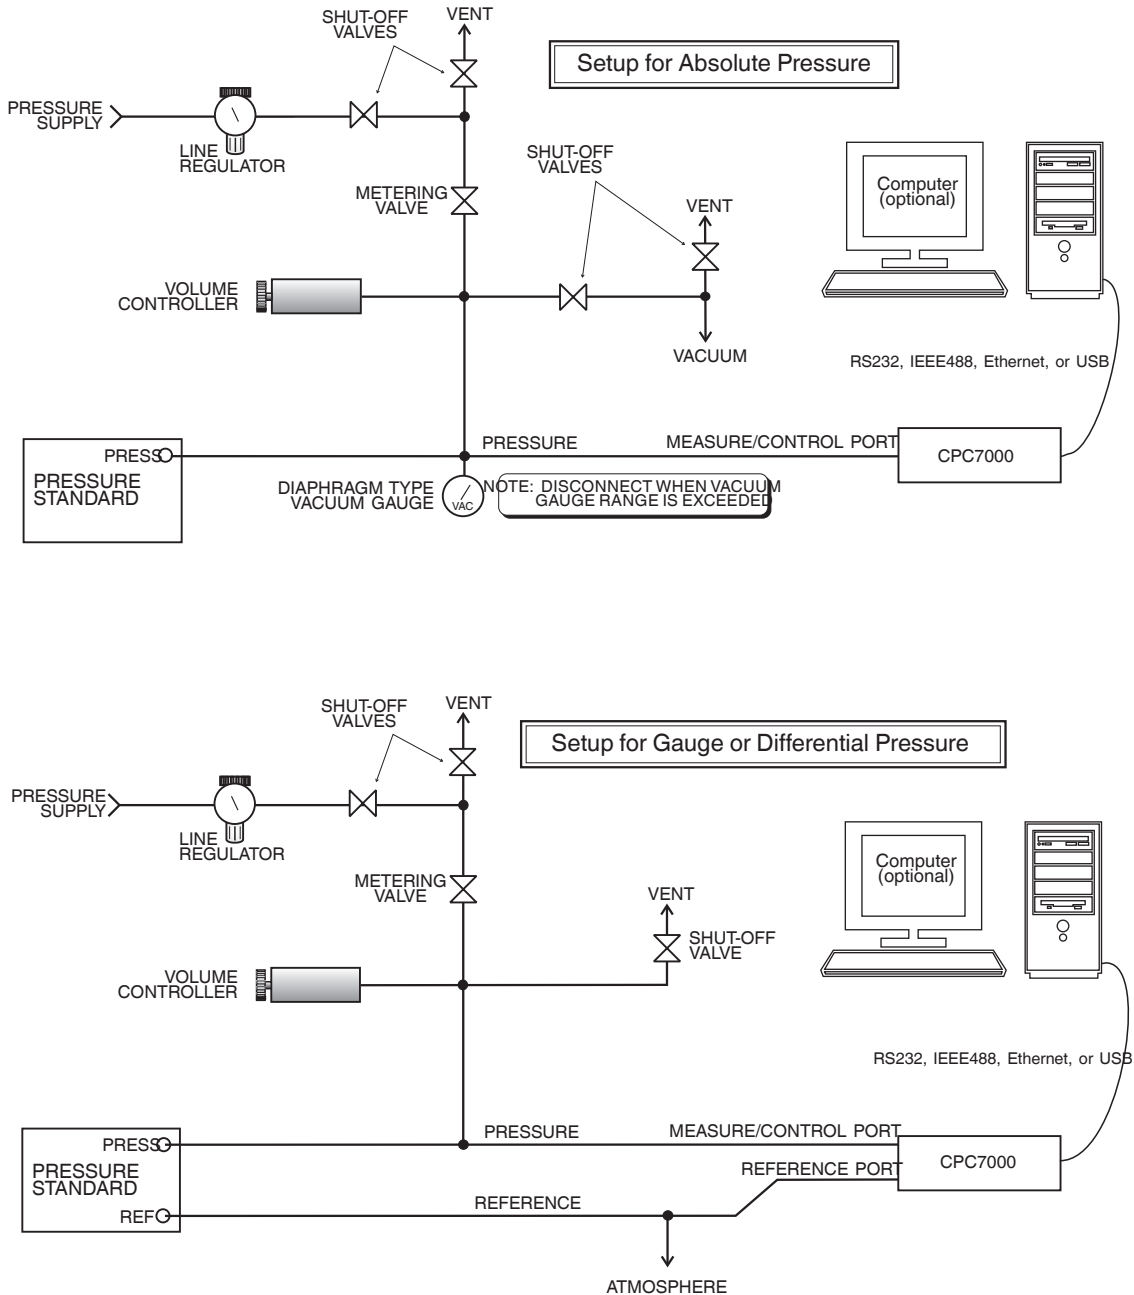 SHUT-OFF
VALVES
VENT
Setup for Absolute Pressure
PRESSURE
SUPPLY
LINE
REGULATOR
SHUT-OFF
VALVES
METERING
VALVE
VENT
Computer
(optional)
VOLUME
CONTROLLER
VACUUM
RS232, IEEE488, Ethernet, or USB
PRESS
PRESSURE
STANDARD
PRESSURE
MEASURE/CONTROL PORT
CPC7000
DIAPHRAGM TYPE
VACUUM GAUGE
VAC
NOTE: DISCONNECT WHEN VACUUM
GAUGE RANGE IS EXCEEDED
SHUT-OFF
VALVES
VENT
Setup for Gauge or Differential Pressure
PRESSURE
SUPPLY
LINE
REGULATOR
Computer
(optional)
METERING
VALVE
VENT
SHUT-OFF
VALVE
VOLUME
CONTROLLER
RS232, IEEE488, Ethernet, or USB
PRESS
PRESSURE
STANDARD
REF
PRESSURE
MEASURE/CONTROL PORT
REFERENCE PORT
CPC7000
REFERENCE
ATMOSPHERE